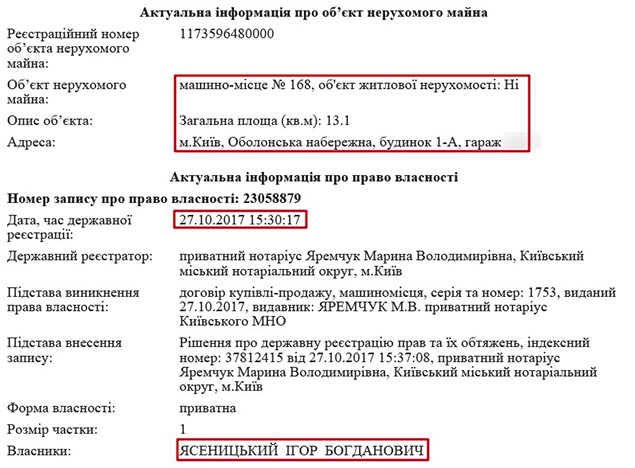 Актуальна інформація про об’єкт нерухомого майна
Реєстраційний номер об’єкта нерухомого майна: 1173596480000
Об’єкт нерухомого майна: машино-місце № 168, об'єкт житлової нерухомості: Ні
Опис об’єкта: Загальна площа (кв.м): 13.1
Адреса: м.Київ, Оболонська набережна, будинок 1-А, гараж
Актуальна інформація про право власності
Номер запису про право власності: 23058879
Дата, час державної реєстрації: 27.10.2017 15:30:17
Державний реєстратор: приватний нотаріус Яремчук Марина Володимирівна, Київський
міський нотаріальний округ, м.Київ
Підстава виникнення права власності: договір купівлі-продажу, машиномісця, серія та номер: 1753, виданий
27.10.2017, видавник: ЯРЕМЧУК М.В. приватний нотаріус
Київського МНО
Підстава внесення запису: Рішення про державну реєстрацію прав та їх обтяжень, індексний
номер: 37812415 від 27.10.2017 15:37:08, приватний нотаріус
Яремчук Марина Володимирівна, Київський міський нотаріальний
округ, м.Київ
Форма власності: приватна
Розмір частки: 1
Власники: ЯСЕНИЦЬКИЙ ІГОР БОГДАНОВИЧ